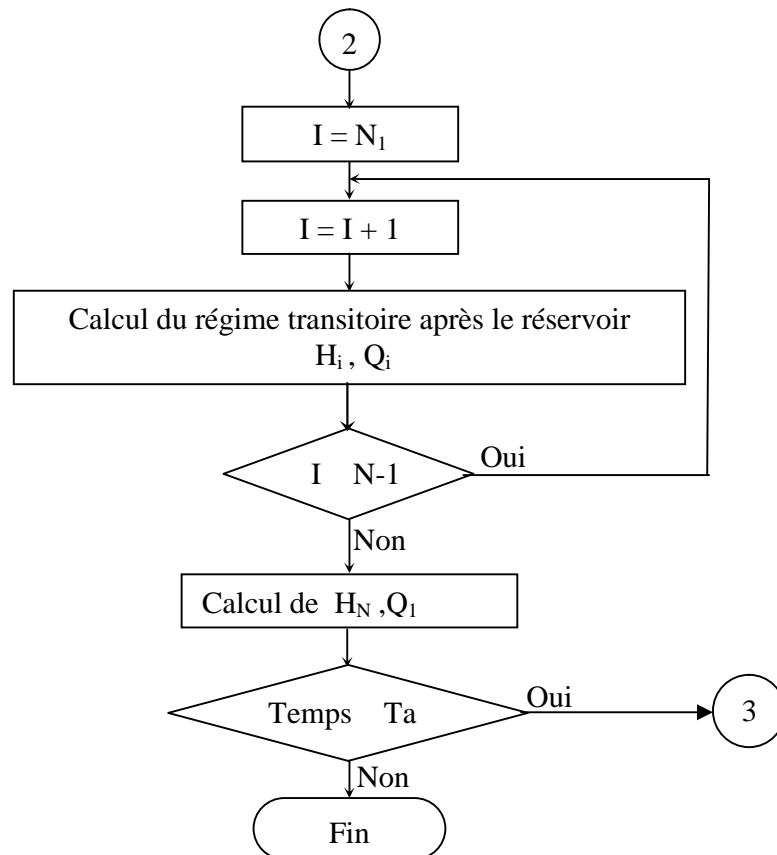 2
I = N₁
I = I + 1
Calcul du régime transitoire après le réservoir
Hᵢ , Qᵢ
I N-1
Oui
Non
Calcul de H_N ,Q₁
Temps Ta
Oui
3
Non
Fin